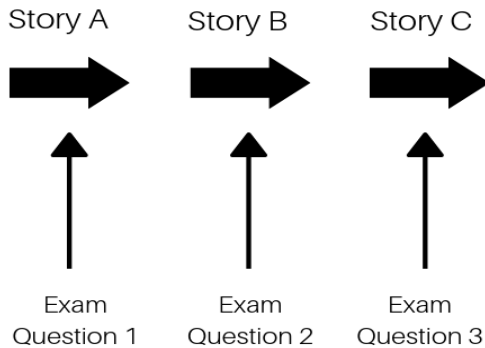 Story A
Story B
Story C
Exam
Question 1
Exam
Question 2
Exam
Question 3